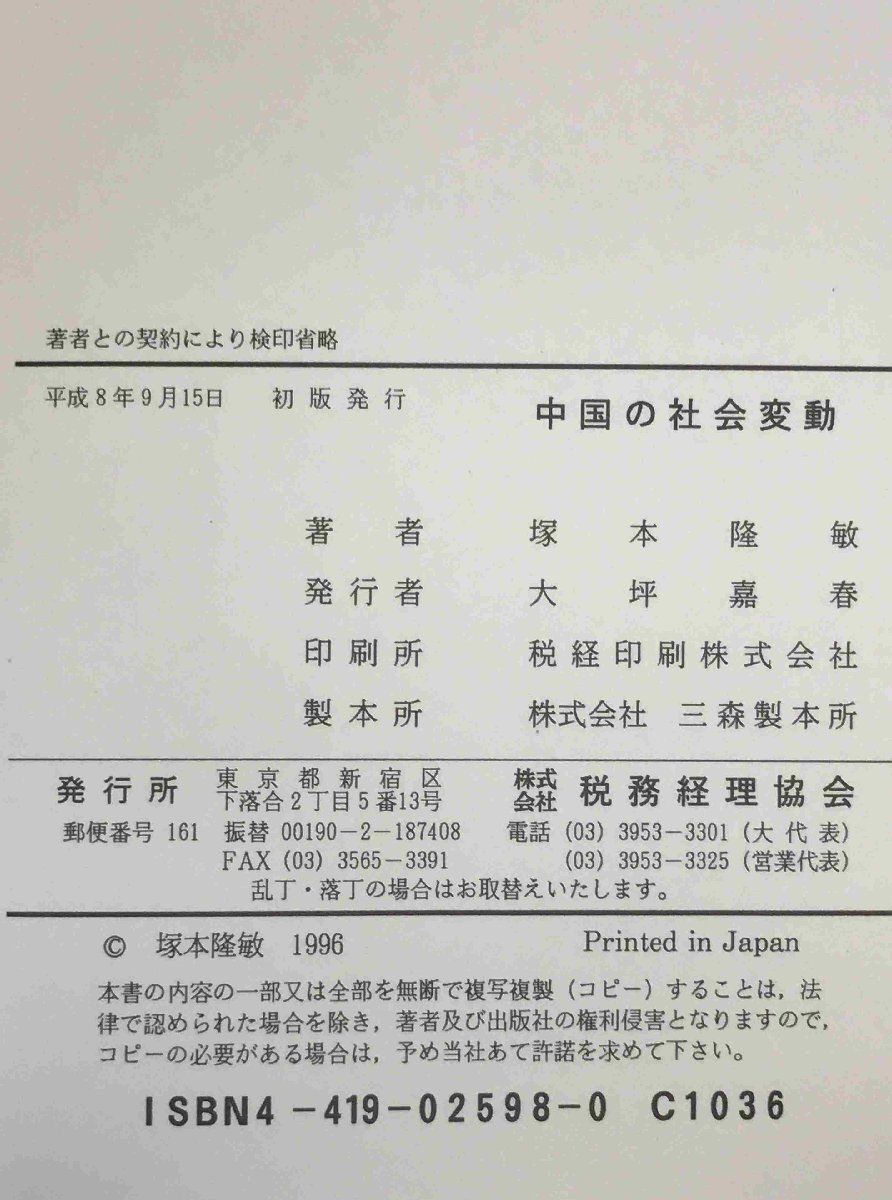 著者との契約により検印省略
平成8年9月15日 初版発行
中国の社会変動
著者 塚本隆敏
発行者 大坪嘉春
印刷所 税経印刷株式会社
製本所 株式会社 三森製本所
発行所 東京都新宿区下落合2丁目5番13号 株式会社 税務経理協会
郵便番号 161 振替 00190-2-187408 電話 (03) 3953-3301 (大代表)
FAX (03) 3565-3391 (03) 3953-3325 (営業代表)
乱丁・落丁の場合はお取替えいたします。
© 塚本隆敏 1996 Printed in Japan
本書の内容の一部又は全部を無断で複写複製（コピー）することは，法
律で認められた場合を除き，著者及び出版社の権利侵害となりますので，
コピーの必要がある場合は，予め当社あて許諾を求めて下さい。
ISBN4-419-02598-0 C1036